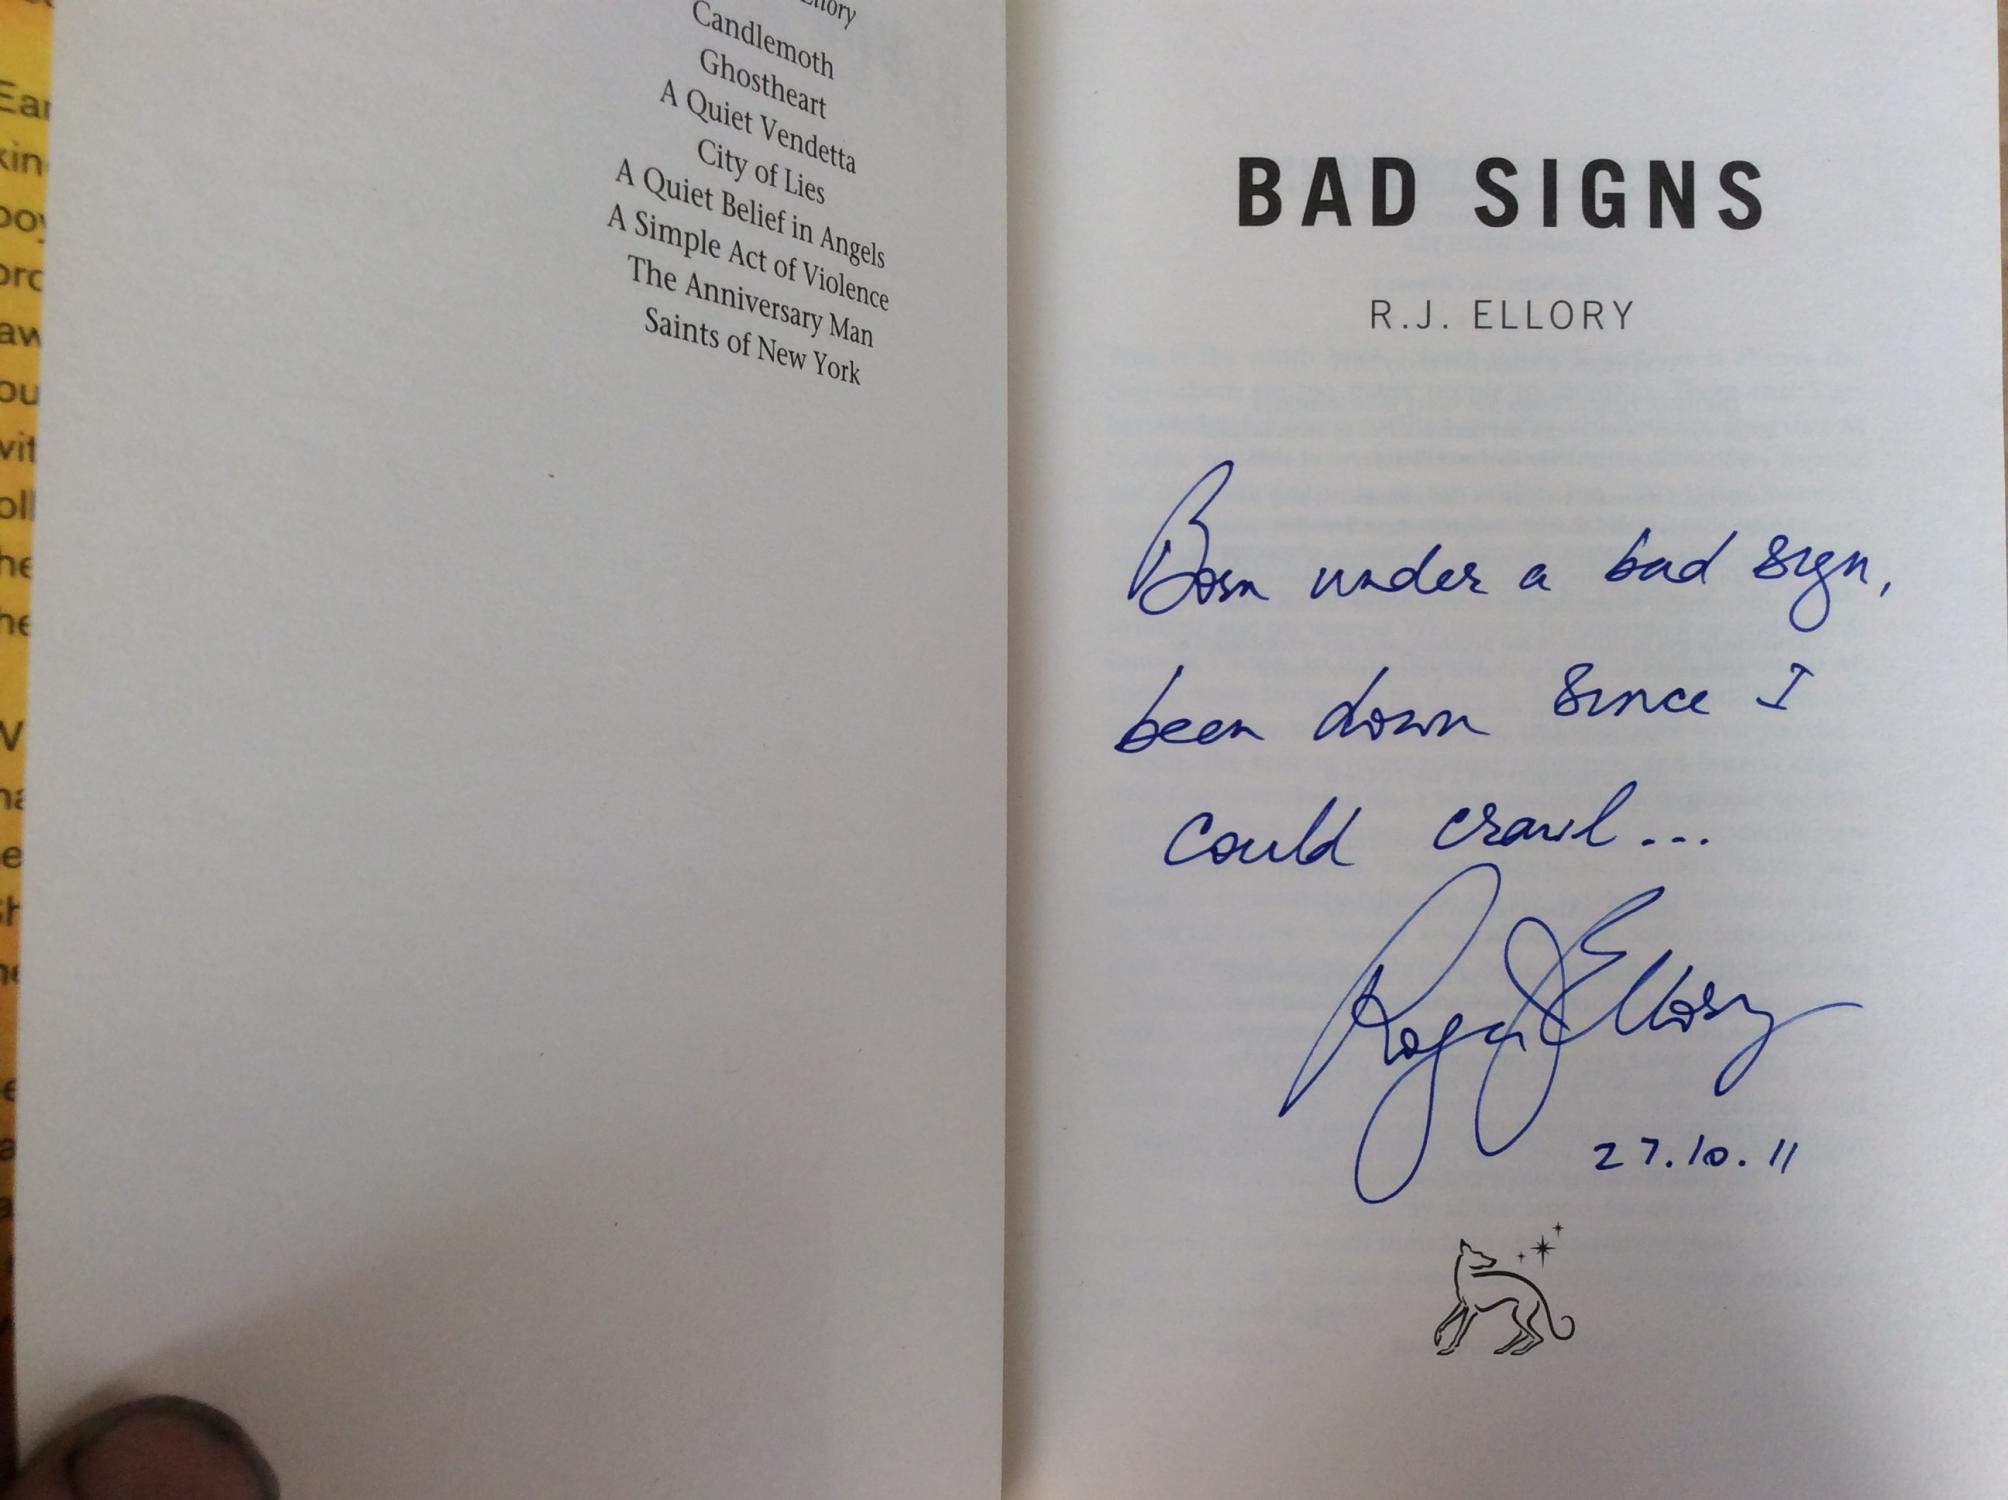 Candlemoth
Ghostheart
A Quiet Vendetta
City of Lies
A Quiet Belief in Angels
A Simple Act of Violence
The Anniversary Man
Saints of New York
BAD SIGNS
R.J. ELLORY
Born under a bad sign,
been down since I
could crawl...
Roger J Ellory
27.10.11